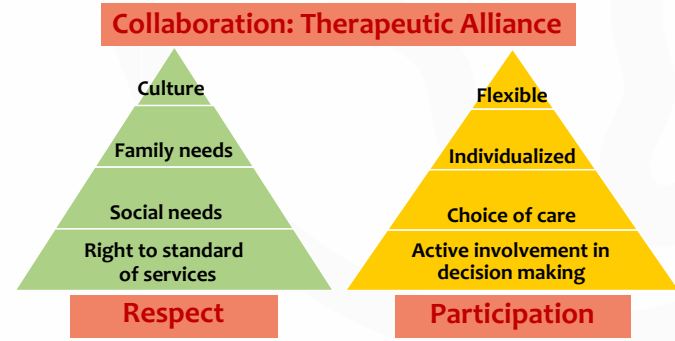 Collaboration: Therapeutic Alliance
Culture
Family needs
Social needs
Right to standard
of services
Respect
Flexible
Individualized
Choice of care
Active involvement in
decision making
Participation